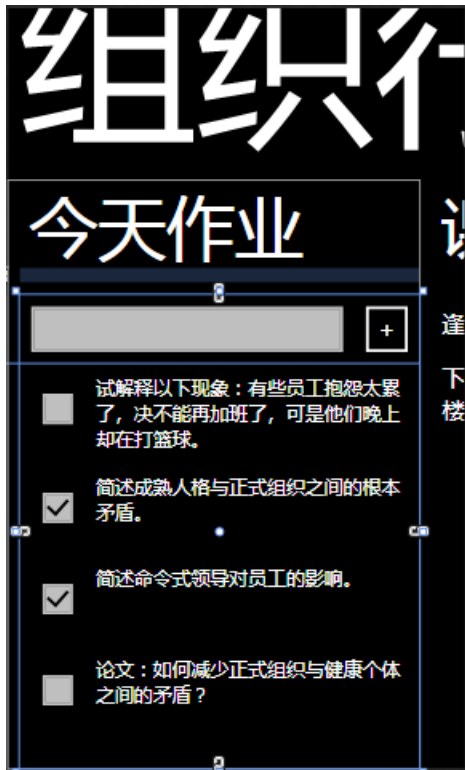 组织行
今天作业
+
逢
试解释以下现象：有些员工抱怨太累
了，决不能再加班了，可是他们晚上
却在打篮球。
下
楼
简述成熟人格与正式组织之间的根本
矛盾。
简述命令式领导对员工的影响。
论文：如何减少正式组织与健康个体
之间的矛盾？